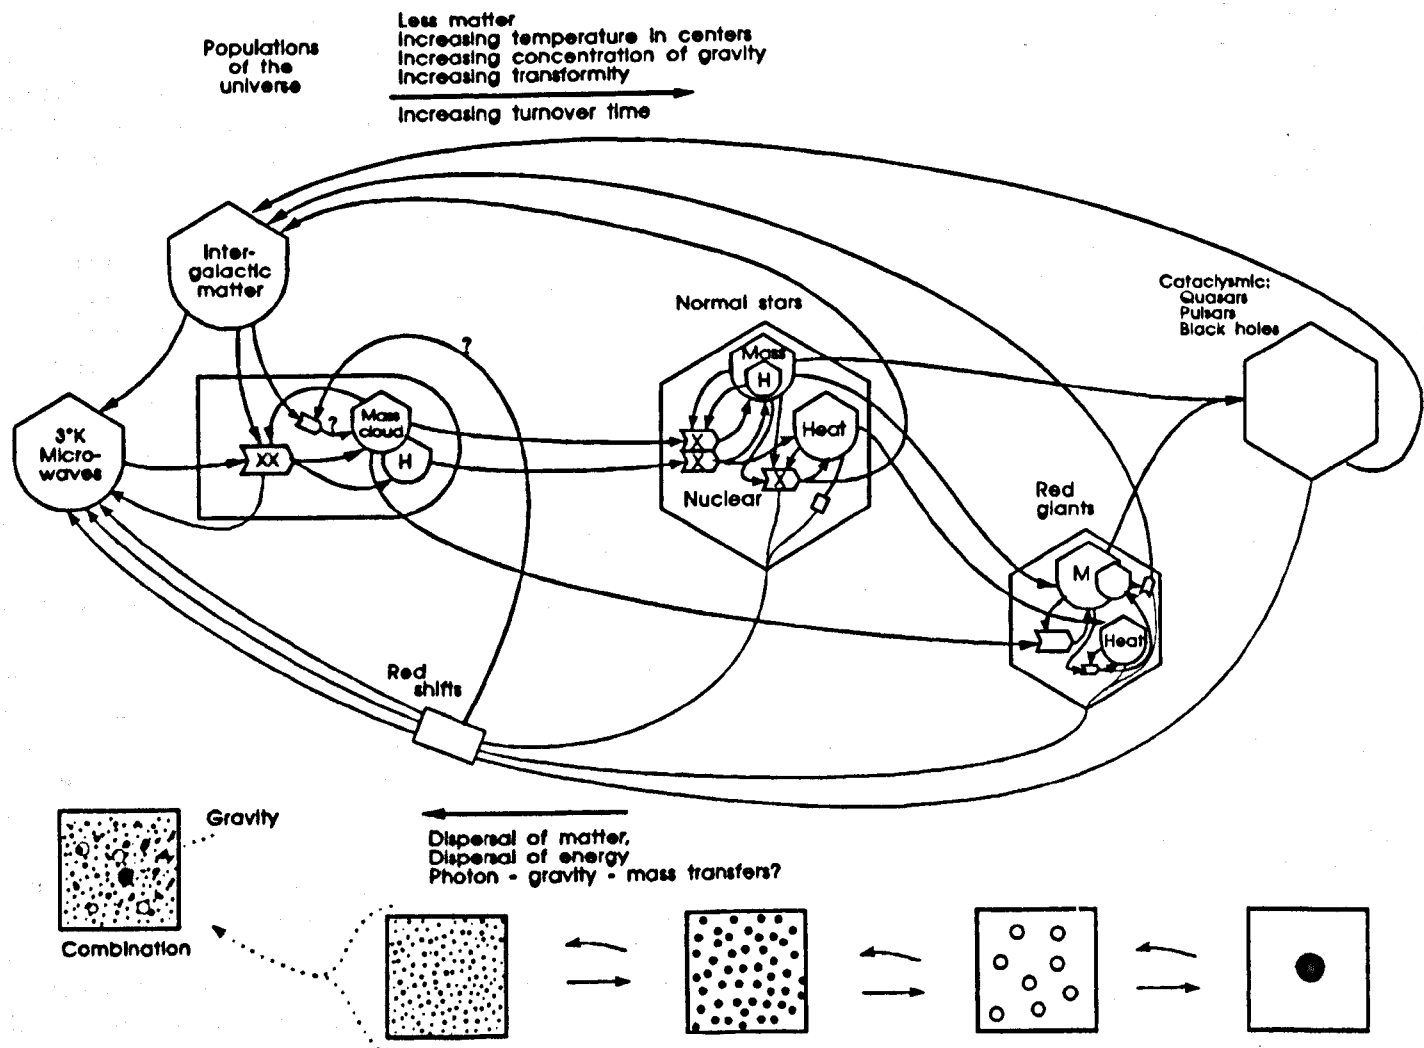 Populations
of the
universe
Less matter
Increasing temperature in centers
Increasing concentration of gravity
Increasing transformity
Increasing turnover time
Inter-
galactic
matter
3°K
Micro-
waves
?
?
Mass
cloud
XX
H
Normal stars
Mass
H
X
X
Heat
X
Nuclear
Cataclysmic:
Quasars
Pulsars
Black holes
Red
giants
M
Heat
Red
shifts
Gravity
Combination
Dispersal of matter,
Dispersal of energy
Photon - gravity - mass transfers?